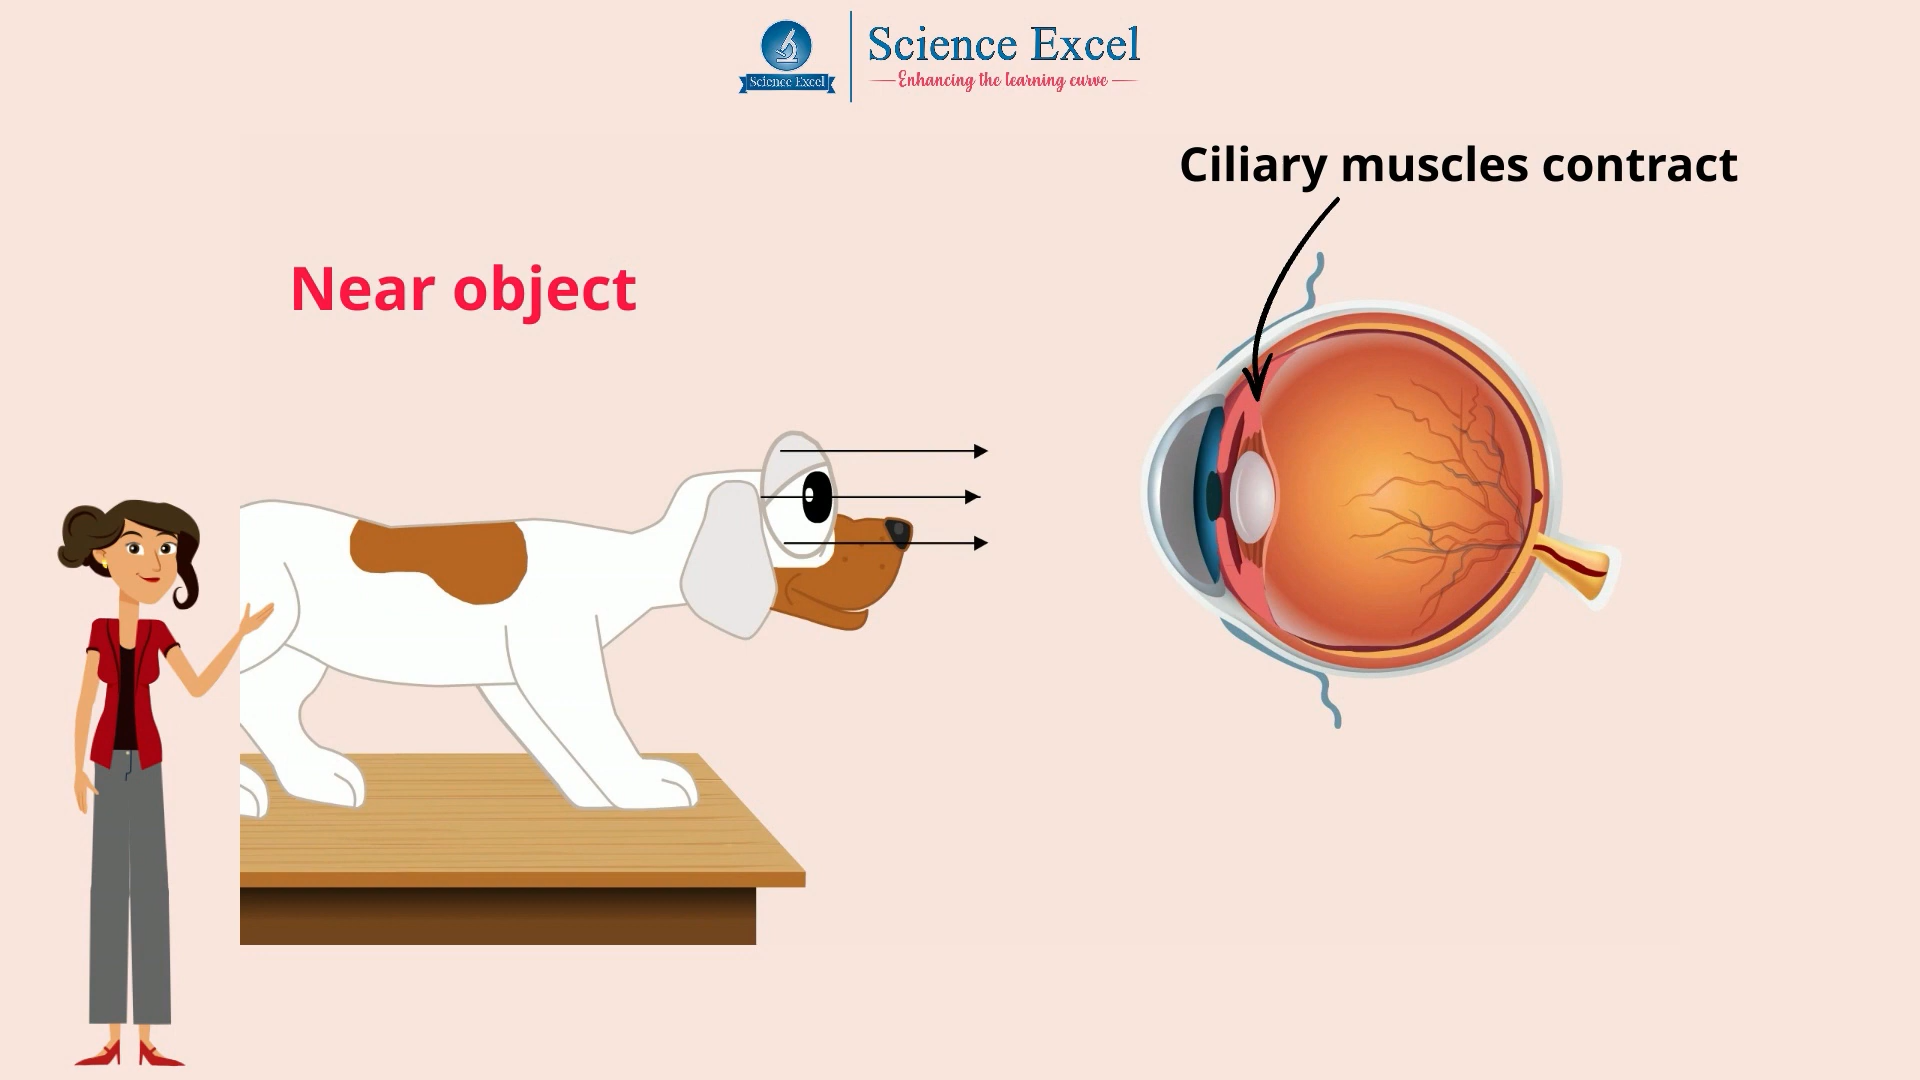 Science Excel
Science Excel
Enhancing the learning curve
Ciliary muscles contract
Near object